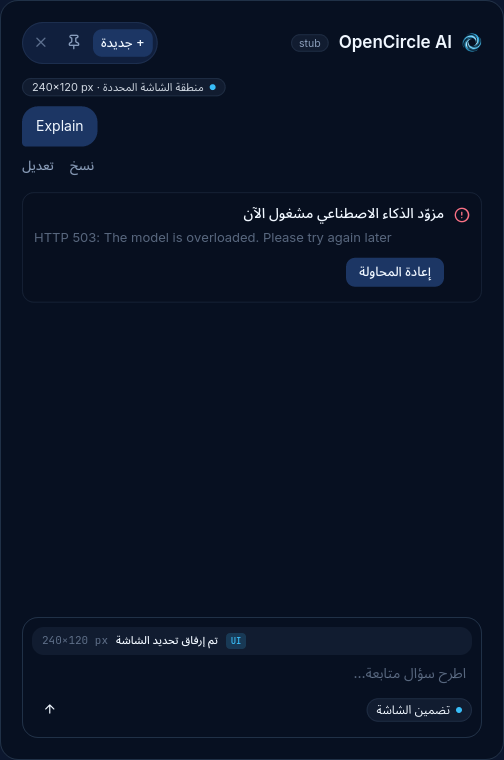 OpenCircle AI
stub
+ جديدة
منطقة الشاشة المحددة · 240×120 px
Explain
نسخ
تعديل
مزوّد الذكاء الاصطناعي مشغول الآن
HTTP 503: The model is overloaded. Please try again later
إعادة المحاولة
UI تم إرفاق تحديد الشاشة 240×120 px
اطرح سؤال متابعة...
تضمين الشاشة